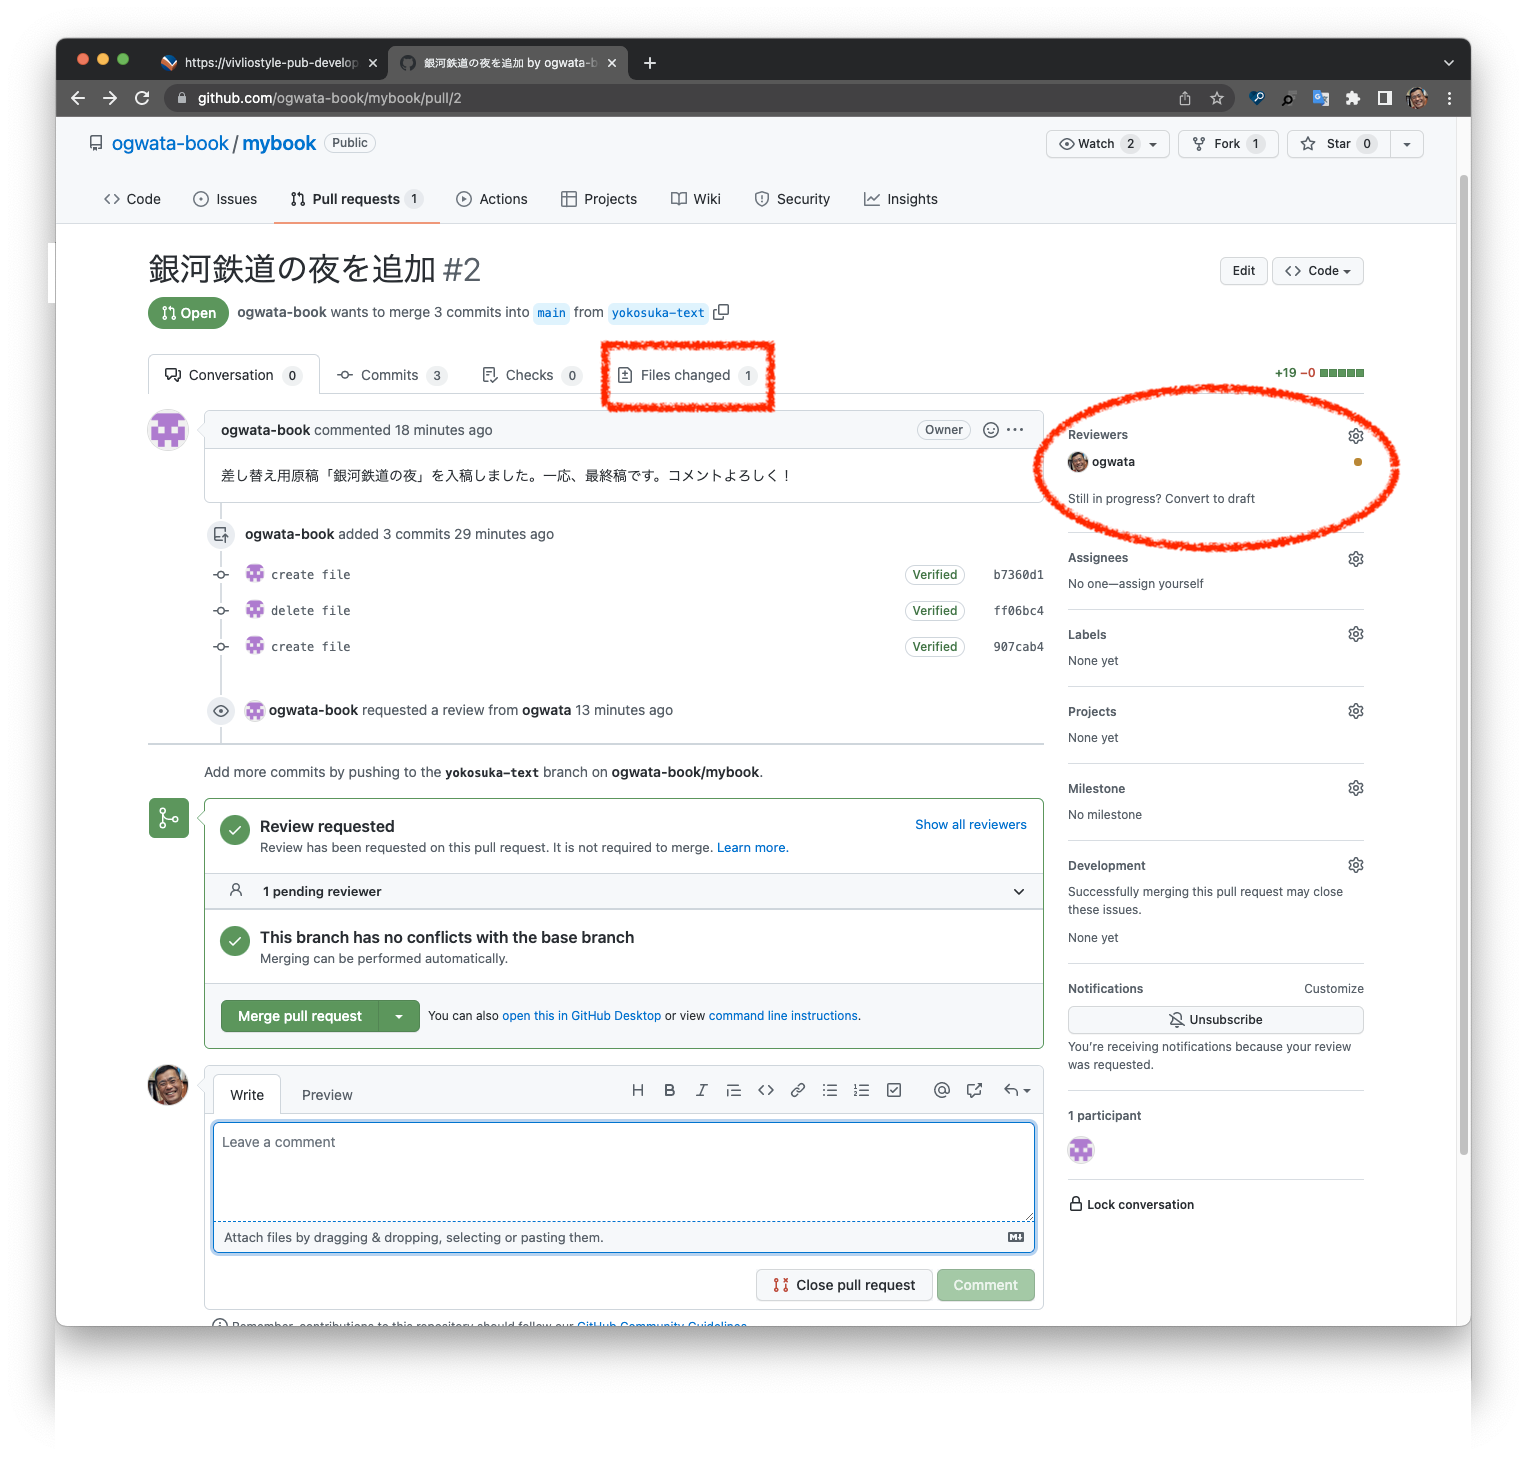 https://vivliostyle-pub-develop
銀河鉄道の夜を追加 by ogwata-b
github.com/ogwata-book/mybook/pull/2
ogwata-book / mybook Public
Watch 2 Fork 1 Star 0
Code Issues Pull requests 1 Actions Projects Wiki Security Insights
銀河鉄道の夜を追加 #2
Edit Code
Open ogwata-book wants to merge 3 commits into main from yokosuka-text
Conversation 0 Commits 3 Checks 0 Files changed 1
+19 −0
ogwata-book commented 18 minutes ago Owner
差し替え用原稿「銀河鉄道の夜」を入稿しました。一応、最終稿です。コメントよろしく！
ogwata-book added 3 commits 29 minutes ago
create file Verified b7360d1
delete file Verified ff06bc4
create file Verified 907cab4
ogwata-book requested a review from ogwata 13 minutes ago
Add more commits by pushing to the yokosuka-text branch on ogwata-book/mybook.
Review requested
Show all reviewers
Review has been requested on this pull request. It is not required to merge. Learn more.
1 pending reviewer
This branch has no conflicts with the base branch
Merging can be performed automatically.
Merge pull request You can also open this in GitHub Desktop or view command line instructions.
Write Preview
Leave a comment
Attach files by dragging & dropping, selecting or pasting them.
Close pull request Comment
Remember, contributions to this repository should follow our GitHub Community Guidelines.
Reviewers
ogwata
Still in progress? Convert to draft
Assignees
No one—assign yourself
Labels
None yet
Projects
None yet
Milestone
No milestone
Development
Successfully merging this pull request may close
these issues.
None yet
Notifications Customize
Unsubscribe
You're receiving notifications because your review
was requested.
1 participant
Lock conversation